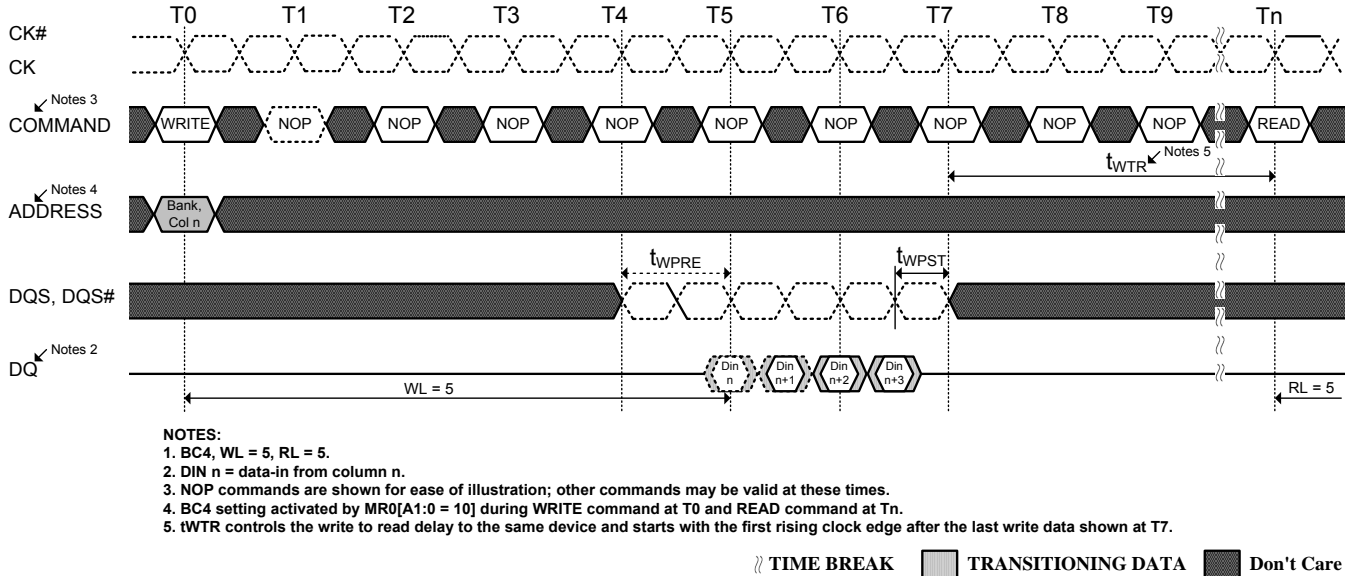 T0 T1 T2 T3 T4 T5 T6 T7 T8 T9 Tn
CK#
CK
Notes 3
COMMAND WRITE NOP NOP NOP NOP NOP NOP NOP NOP NOP READ
tWTR Notes 5
Notes 4
ADDRESS
Bank,
Col n
tWPRE tWPST
DQS, DQS#
Notes 2
DQ
Din
n
Din
n+1
Din
n+2
Din
n+3
WL = 5 RL = 5
NOTES:
1. BC4, WL = 5, RL = 5.
2. DIN n = data-in from column n.
3. NOP commands are shown for ease of illustration; other commands may be valid at these times.
4. BC4 setting activated by MR0[A1:0 = 10] during WRITE command at T0 and READ command at Tn.
5. tWTR controls the write to read delay to the same device and starts with the first rising clock edge after the last write data shown at T7.
TIME BREAK TRANSITIONING DATA Don't Care